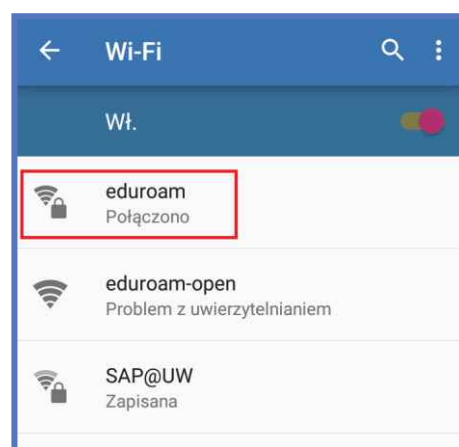 Wi-Fi
Wł.
eduroam
Połączono
eduroam-open
Problem z uwierzytelnianiem
SAP@UW
Zapisana